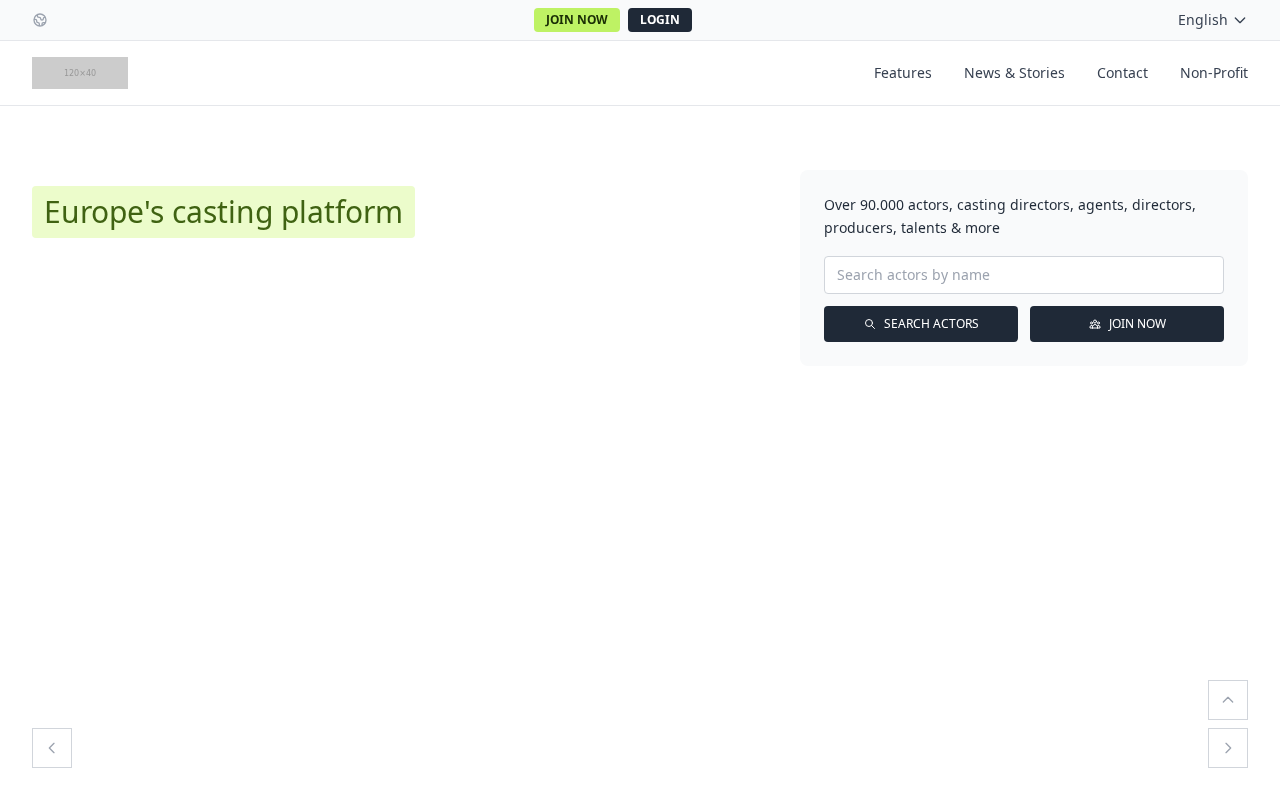 JOIN NOW
LOGIN
English
120×40
Features
News & Stories
Contact
Non-Profit
Europe's casting platform
Over 90.000 actors, casting directors, agents, directors,
producers, talents & more
Search actors by name
SEARCH ACTORS
JOIN NOW